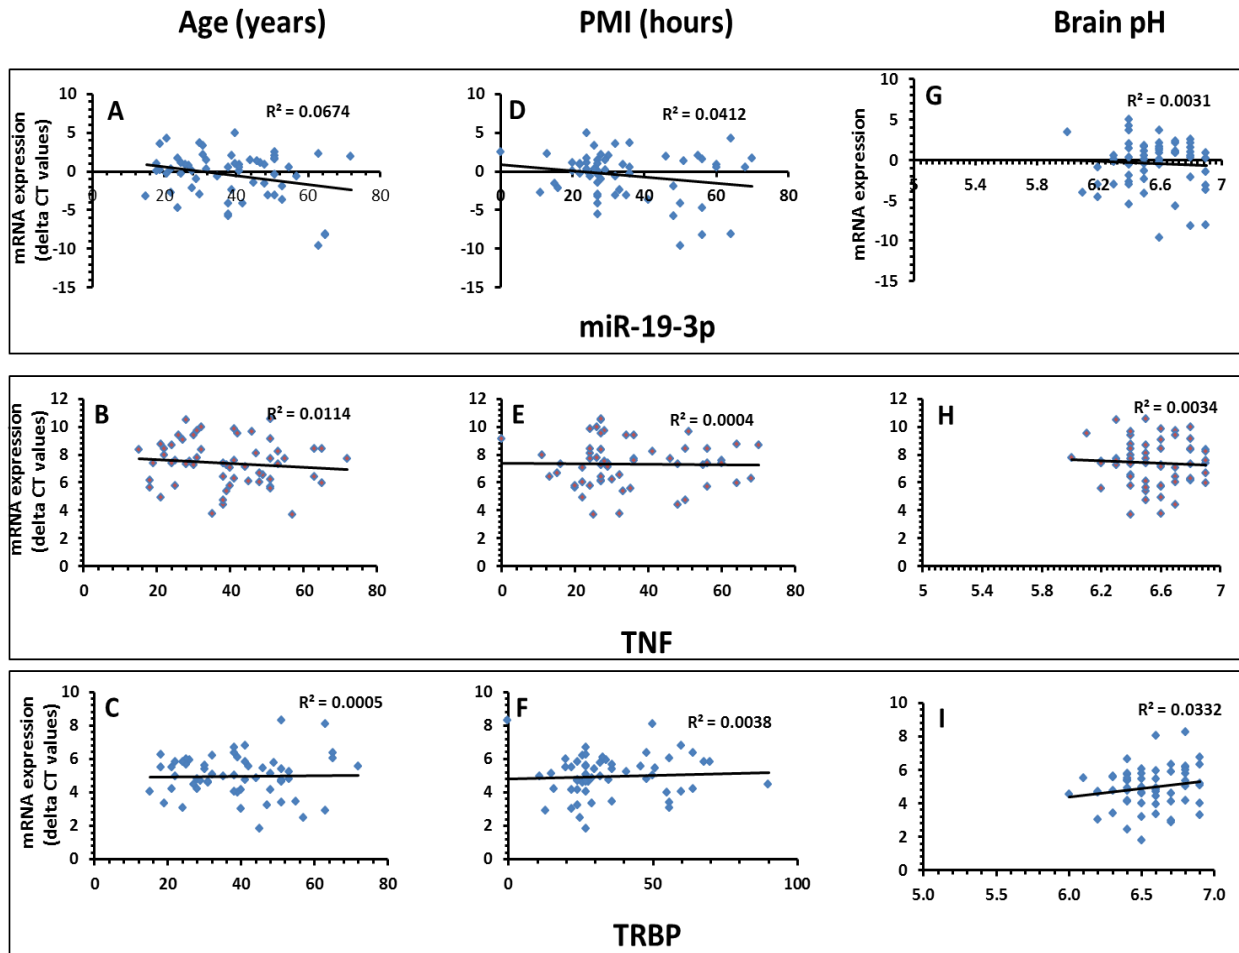 Age (years) PMI (hours) Brain pH
mRNA expression
(delta CT values)
A
R² = 0.0674
10
5
0
-5
-10
-15
0 20 40 60 80
D
R² = 0.0412
10
5
0
-5
-10
-15
0 20 40 60 80
mRNA expression
G
R² = 0.0031
10
5
0
-5
-10
-15
5 5.4 5.8 6.2 6.6 7
miR-19-3p
mRNA expression
(delta CT values)
B
R² = 0.0114
12
10
8
6
4
2
0
0 20 40 60 80
E
R² = 0.0004
12
10
8
6
4
2
0
0 20 40 60 80
H
R² = 0.0034
12
10
8
6
4
2
0
5 5.4 5.8 6.2 6.6 7
TNF
mRNA expression
(delta CT values)
C
R² = 0.0005
10
8
6
4
2
0
0 20 40 60 80
F
R² = 0.0038
10
8
6
4
2
0
0 50 100
I
R² = 0.0332
10
8
6
4
2
0
5.0 5.5 6.0 6.5 7.0
TRBP